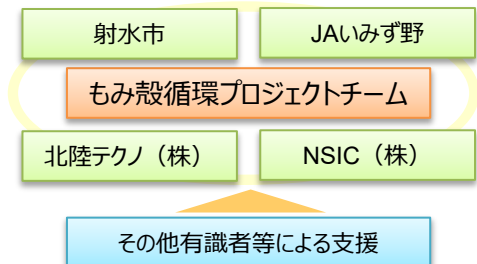 射水市
JAいみず野
もみ殻循環プロジェクトチーム
北陸テクノ（株）
NSIC（株）
その他有識者等による支援